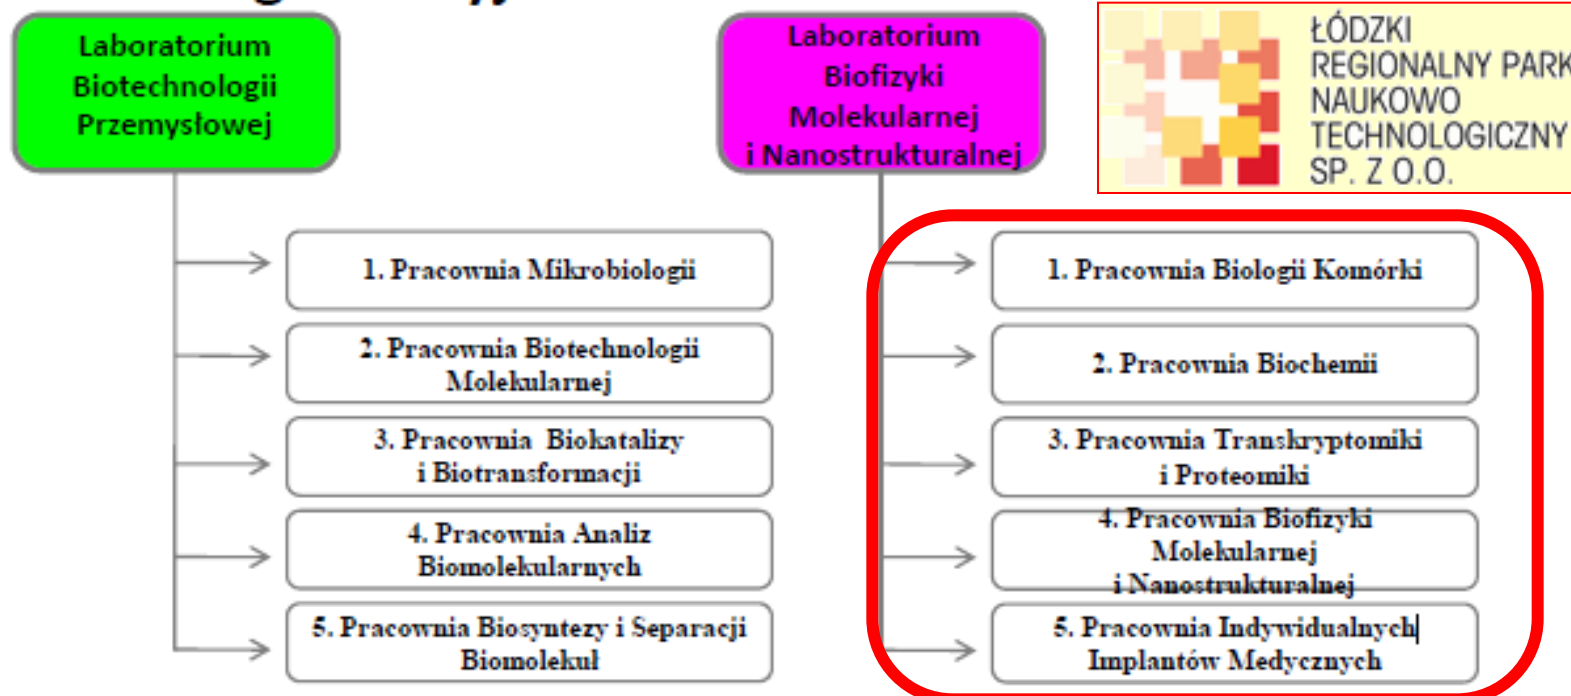 Laboratorium
Biotechnologii
Przemysłowej
Laboratorium
Biofizyki
Molekularnej
i Nanostrukturalnej
ŁÓDZKI
REGIONALNY PARK
NAUKOWO
TECHNOLOGICZNY
SP. Z O.O.
1. Pracownia Mikrobiologii
2. Pracownia Biotechnologii
Molekularnej
3. Pracownia Biokatalizy
i Biotransformacji
4. Pracownia Analiz
Biomolekularnych
5. Pracownia Biosyntezy i Separacji
Biomolekuł
1. Pracownia Biologii Komórki
2. Pracownia Biochemii
3. Pracownia Transkryptomiki
i Proteomiki
4. Pracownia Biofizyki
Molekularnej
i Nanostrukturalnej
5. Pracownia Indywidualnych
Implantów Medycznych